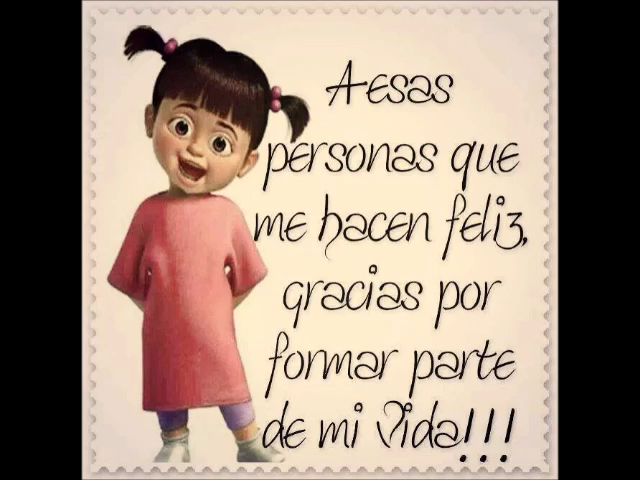 A esas
personas que
me hacen feliz,
gracias por
formar parte
de mi vida!!!